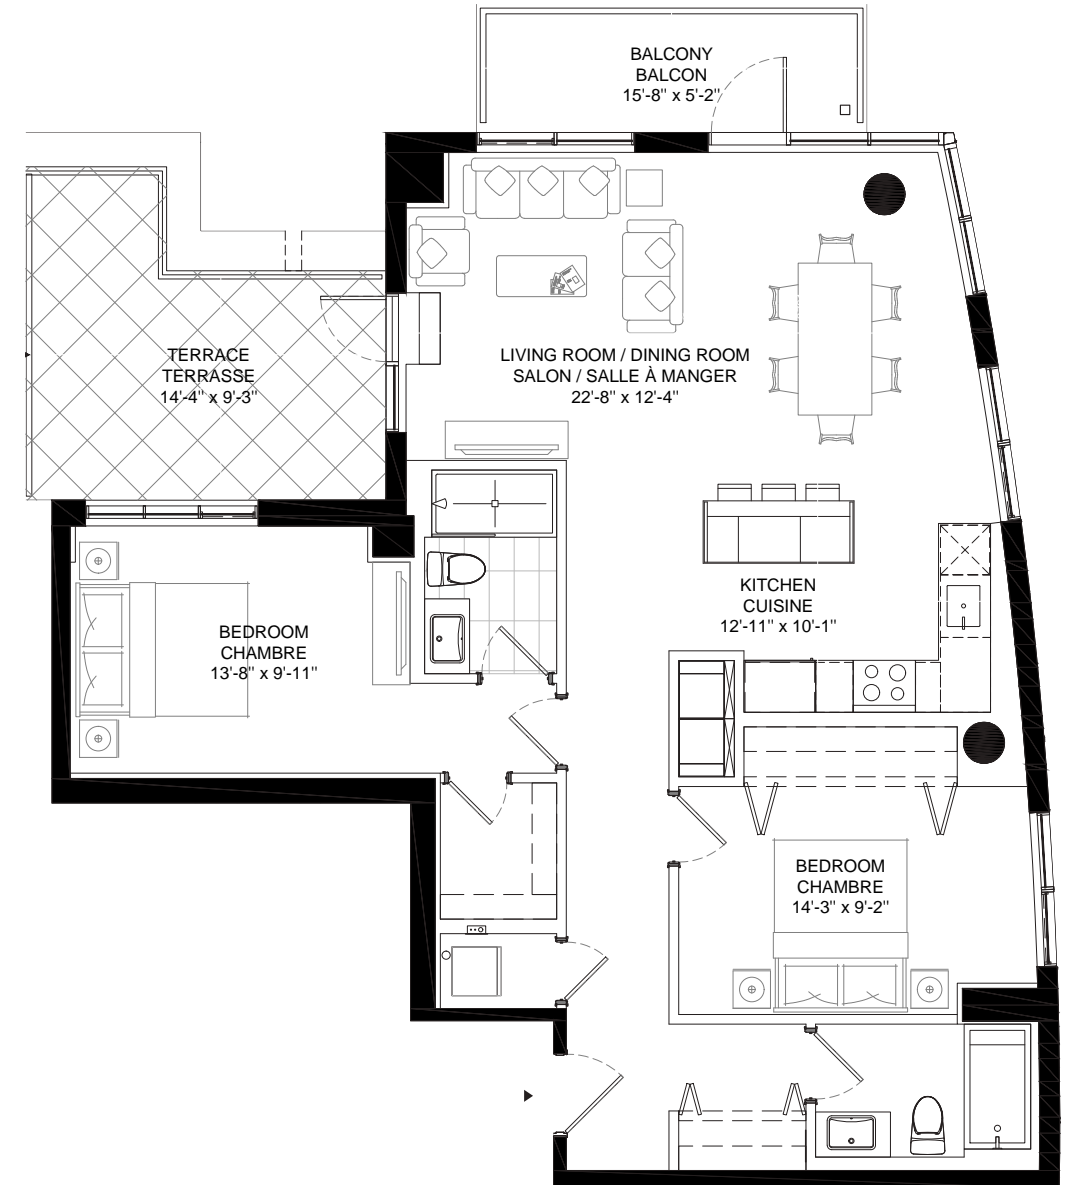 BALCONY
BALCON
15'-8" x 5'-2"
TERRACE
TERRASSE
14'-4" x 9'-3"
LIVING ROOM / DINING ROOM
SALON / SALLE À MANGER
22'-8" x 12'-4"
KITCHEN
CUISINE
12'-11" x 10'-1"
BEDROOM
CHAMBRE
13'-8" x 9'-11"
BEDROOM
CHAMBRE
14'-3" x 9'-2"